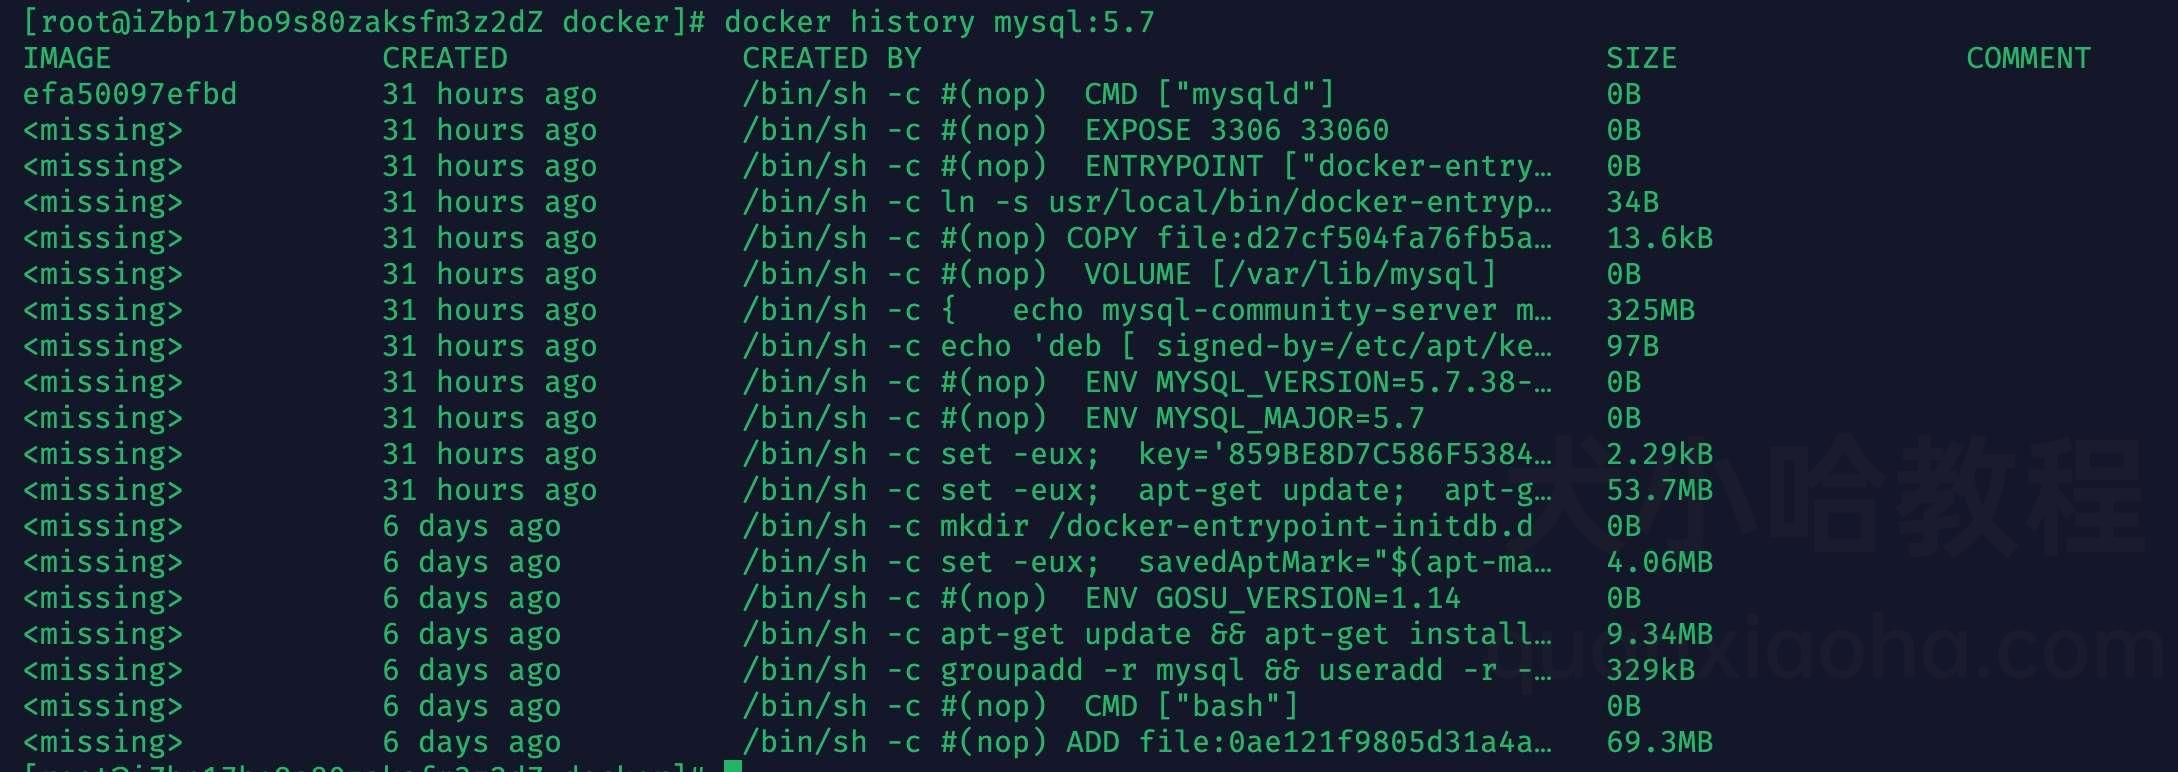 [root@iZbp17bo9s80zaksfm3z2dZ docker]# docker history mysql:5.7
IMAGE CREATED CREATED BY SIZE COMMENT
efa50097efbd 31 hours ago /bin/sh -c #(nop)  CMD ["mysqld"] 0B
<missing> 31 hours ago /bin/sh -c #(nop)  EXPOSE 3306 33060 0B
<missing> 31 hours ago /bin/sh -c #(nop)  ENTRYPOINT ["docker-entry… 0B
<missing> 31 hours ago /bin/sh -c ln -s usr/local/bin/docker-entryp… 34B
<missing> 31 hours ago /bin/sh -c #(nop) COPY file:d27cf504fa76fb5a… 13.6kB
<missing> 31 hours ago /bin/sh -c #(nop)  VOLUME [/var/lib/mysql] 0B
<missing> 31 hours ago /bin/sh -c {   echo mysql-community-server m… 325MB
<missing> 31 hours ago /bin/sh -c echo 'deb [ signed-by=/etc/apt/ke… 97B
<missing> 31 hours ago /bin/sh -c #(nop)  ENV MYSQL_VERSION=5.7.38-… 0B
<missing> 31 hours ago /bin/sh -c #(nop)  ENV MYSQL_MAJOR=5.7 0B
<missing> 31 hours ago /bin/sh -c set -eux;  key='859BE8D7C586F5384… 2.29kB
<missing> 31 hours ago /bin/sh -c set -eux;  apt-get update;  apt-g… 53.7MB
<missing> 6 days ago /bin/sh -c mkdir /docker-entrypoint-initdb.d 0B
<missing> 6 days ago /bin/sh -c set -eux;  savedAptMark="$(apt-ma… 4.06MB
<missing> 6 days ago /bin/sh -c #(nop)  ENV GOSU_VERSION=1.14 0B
<missing> 6 days ago /bin/sh -c apt-get update && apt-get install… 9.34MB
<missing> 6 days ago /bin/sh -c groupadd -r mysql && useradd -r -… 329kB
<missing> 6 days ago /bin/sh -c #(nop)  CMD ["bash"] 0B
<missing> 6 days ago /bin/sh -c #(nop) ADD file:0ae121f9805d31a4a… 69.3MB
[root@iZbp17bo9s80zaksfm3z2dZ docker]#
犬小哈教程
quanxiaoha.com